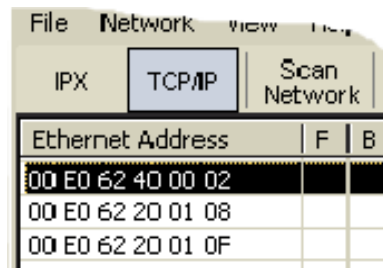 File Network View
IPX TCP/IP Scan Network
Ethernet Address F B
00 E0 62 40 00 02
00 E0 62 20 01 08
00 E0 62 20 01 0F